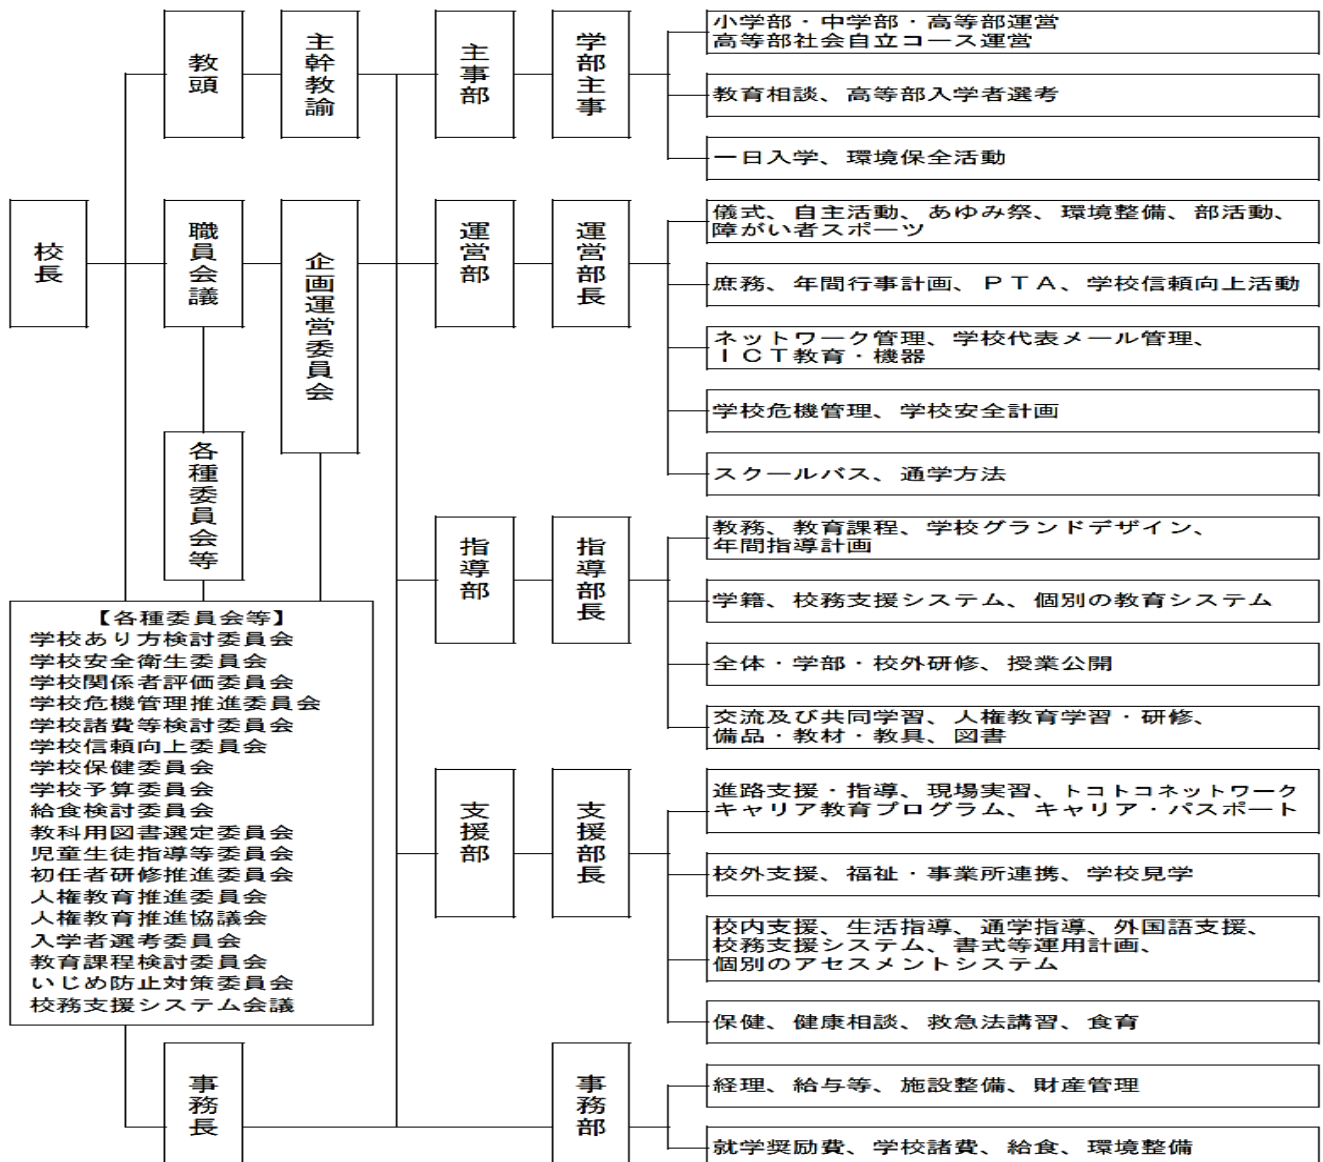 校長
教頭
主幹教諭
職員会議
企画運営委員会
各種委員会等
【各種委員会等】
学校あり方検討委員会
学校安全衛生委員会
学校関係者評価委員会
学校危機管理推進委員会
学校諸費等検討委員会
学校信頼向上委員会
学校保健委員会
学校予算委員会
給食検討委員会
教科用図書選定委員会
児童生徒指導等委員会
初任者研修推進委員会
人権教育推進委員会
人権教育推進協議会
入学者選考委員会
教育課程検討委員会
いじめ防止対策委員会
校務支援システム会議
事務長
主事部
学部主事
小学部・中学部・高等部運営
高等部社会自立コース運営
教育相談、高等部入学者選考
一日入学、環境保全活動
運営部
運営部長
儀式、自主活動、あゆみ祭、環境整備、部活動、
障がい者スポーツ
庶務、年間行事計画、ＰＴＡ、学校信頼向上活動
ネットワーク管理、学校代表メール管理、
ＩＣＴ教育・機器
学校危機管理、学校安全計画
スクールバス、通学方法
指導部
指導部長
教務、教育課程、学校グランドデザイン、
年間指導計画
学籍、校務支援システム、個別の教育システム
全体・学部・校外研修、授業公開
交流及び共同学習、人権教育学習・研修、
備品・教材・教具、図書
支援部
支援部長
進路支援・指導、現場実習、トコトコネットワーク
キャリア教育プログラム、キャリア・パスポート
校外支援、福祉・事業所連携、学校見学
校内支援、生活指導、通学指導、外国語支援、
校務支援システム、書式等運用計画、
個別のアセスメントシステム
保健、健康相談、救急法講習、食育
事務部
経理、給与等、施設整備、財産管理
就学奨励費、学校諸費、給食、環境整備